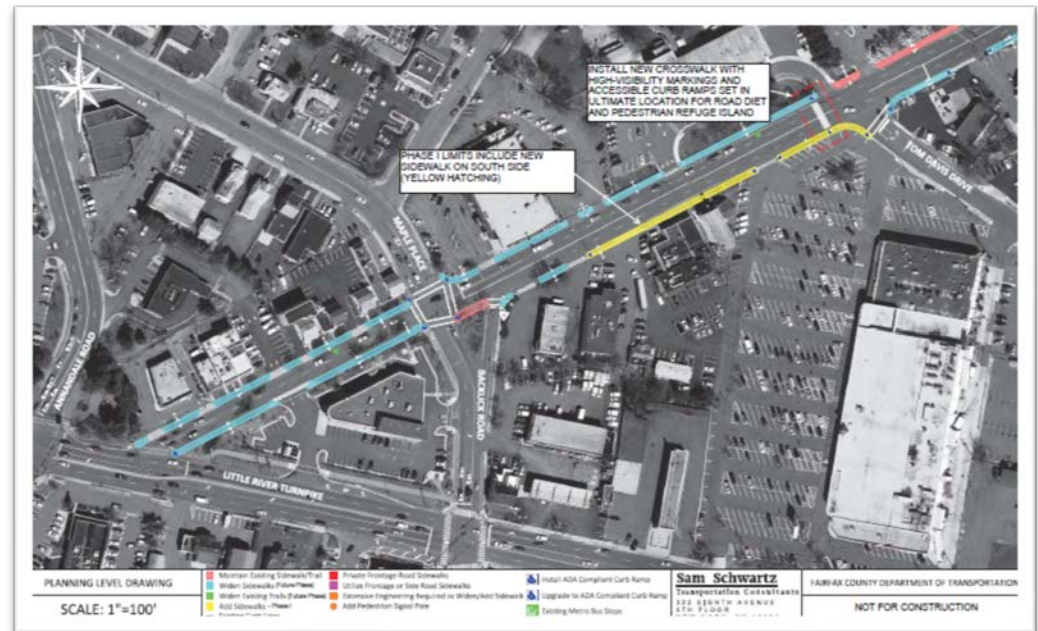 INSTALL NEW CROSSWALK WITH
HIGH-VISIBILITY MARKINGS AND
ACCESSIBLE CURB RAMPS SET IN
ULTIMATE LOCATION FOR ROAD DIET
AND PEDESTRIAN REFUGE ISLAND
PHASE I LIMITS INCLUDE NEW
SIDEWALK ON SOUTH SIDE
(YELLOW HATCHING)
TOM DAVIS DRIVE
MAPLE PLACE
ANNANDALE ROAD
BACKLICK ROAD
LITTLE RIVER TURNPIKE
PLANNING LEVEL DRAWING
SCALE: 1"=100'
Maintain Existing Sidewalk/Trail
Widen Sidewalks (Future Phase)
Widen Existing Trails (Future Phase)
Add Sidewalks - Phase I
Private Frontage Road Sidewalks
Utilize Frontage or Side Road Sidewalks
Extensive Engineering Required to Widen/Add Sidewalk
Add Pedestrian Signal Pole
Install ADA Compliant Curb Ramp
Upgrade to ADA Compliant Curb Ramp
Existing Metro Bus Stops
Sam Schwartz
Transportation Consultants
322 EIGHTH AVENUE
5TH FLOOR
FAIRFAX COUNTY DEPARTMENT OF TRANSPORTATION
NOT FOR CONSTRUCTION